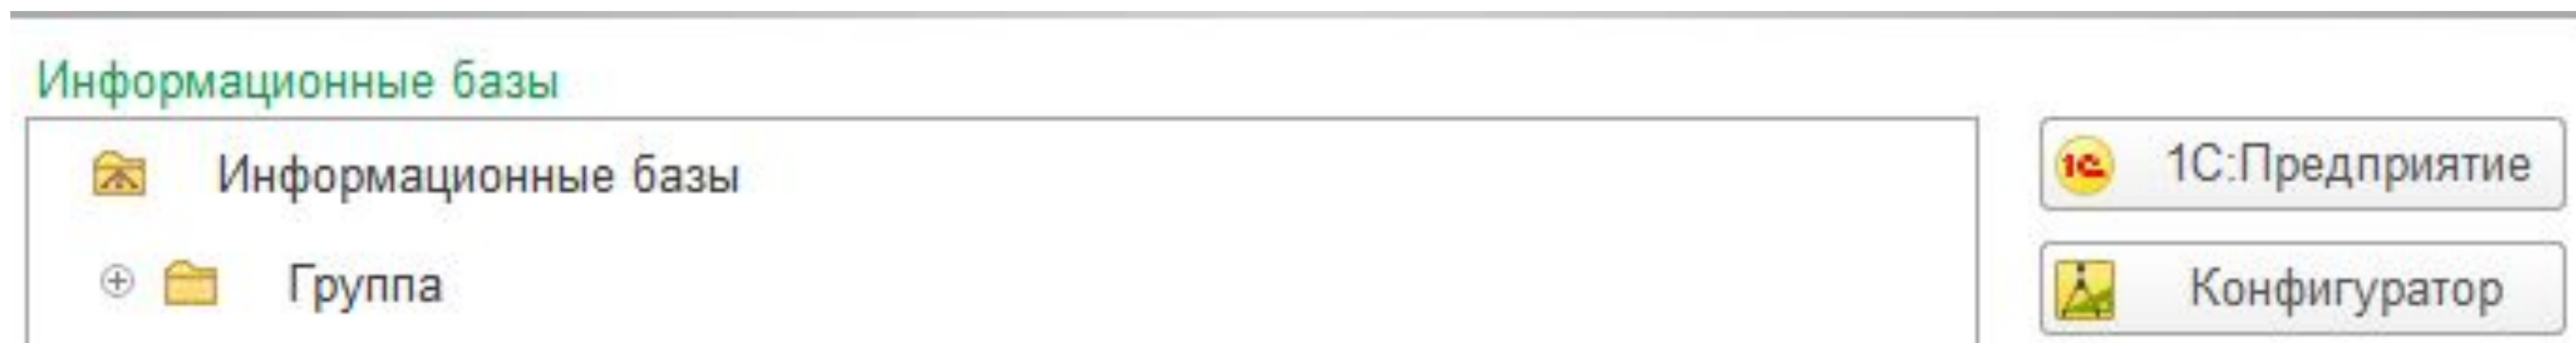 Информационные базы
Информационные базы
1С:Предприятие
Группа
Конфигуратор